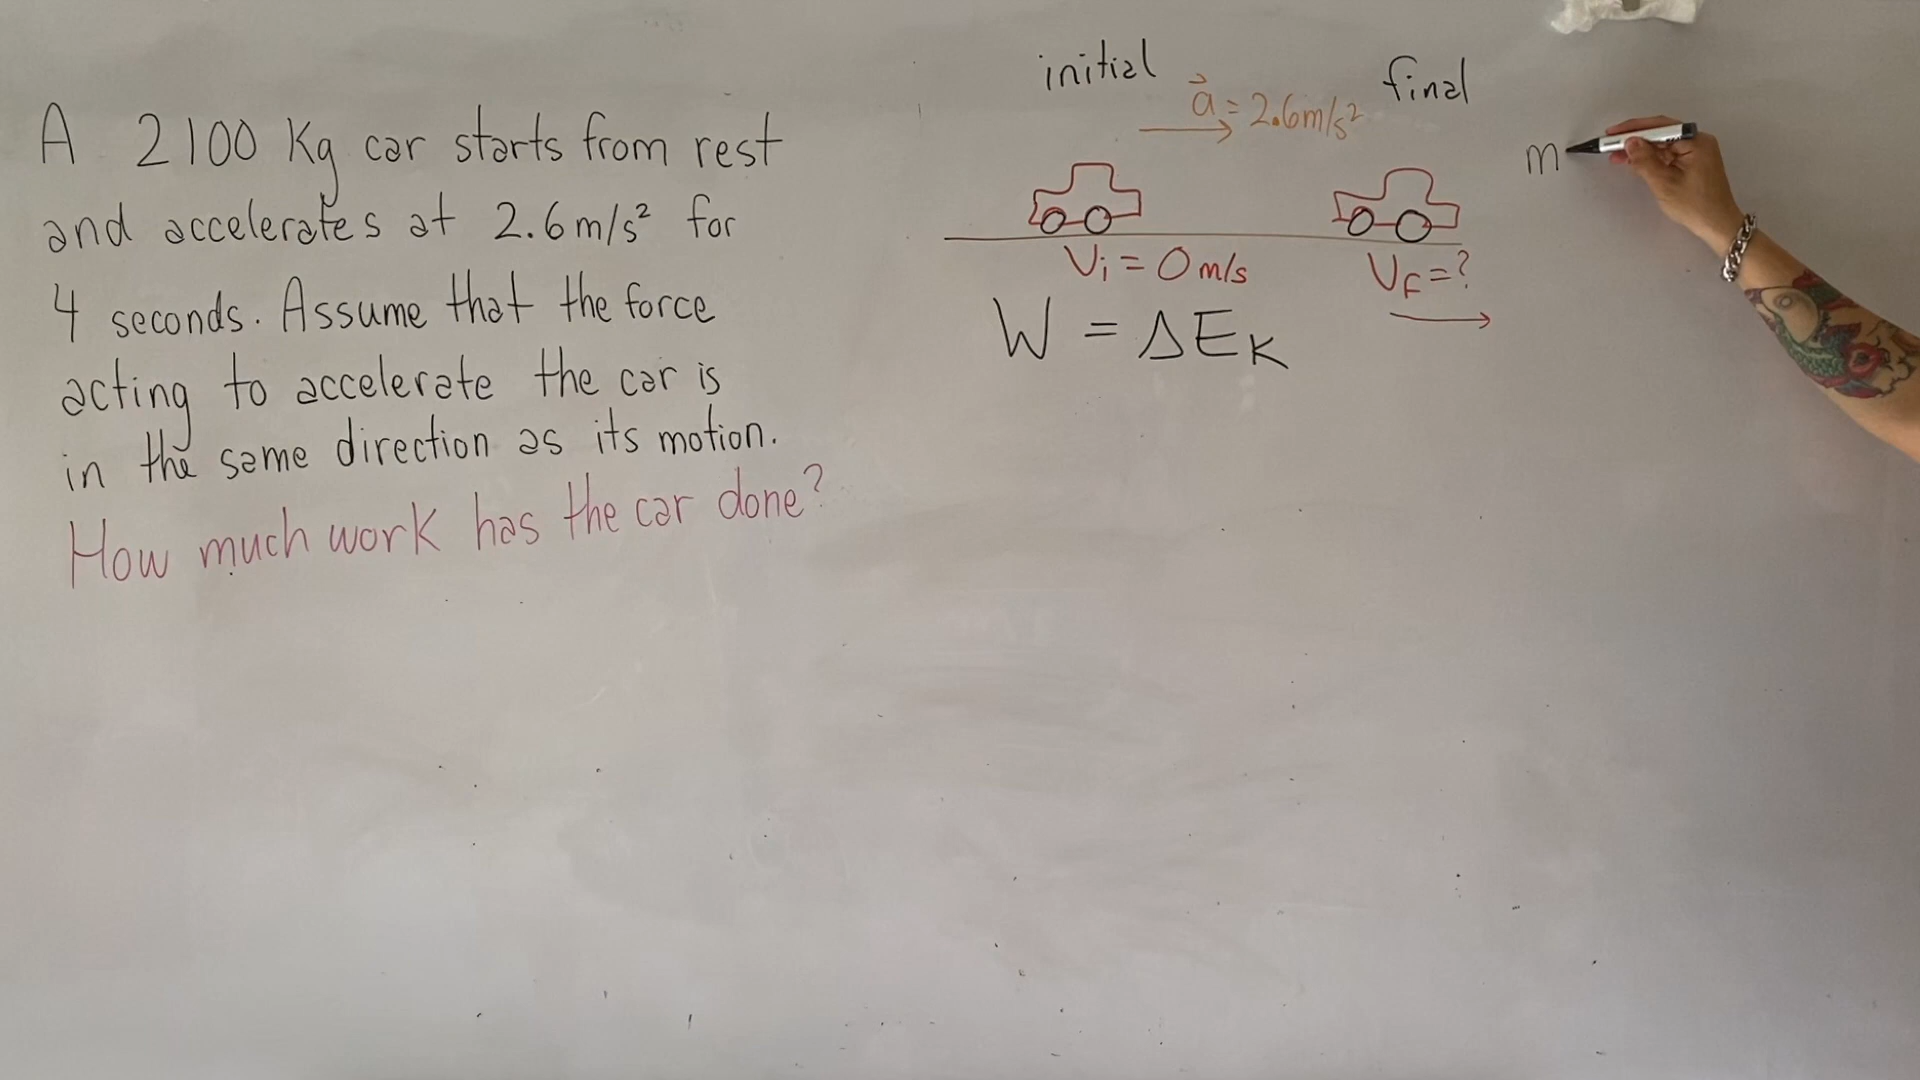 A 2100 Kg car starts from rest
and accelerates at 2.6 m/s² for
4 seconds. Assume that the force
acting to accelerate the car is
in the same direction as its motion.
How much work has the car done?
initial
final
a⃗ = 2.6m/s²
m
Vi = 0 m/s
VF = ?
W = ΔEK